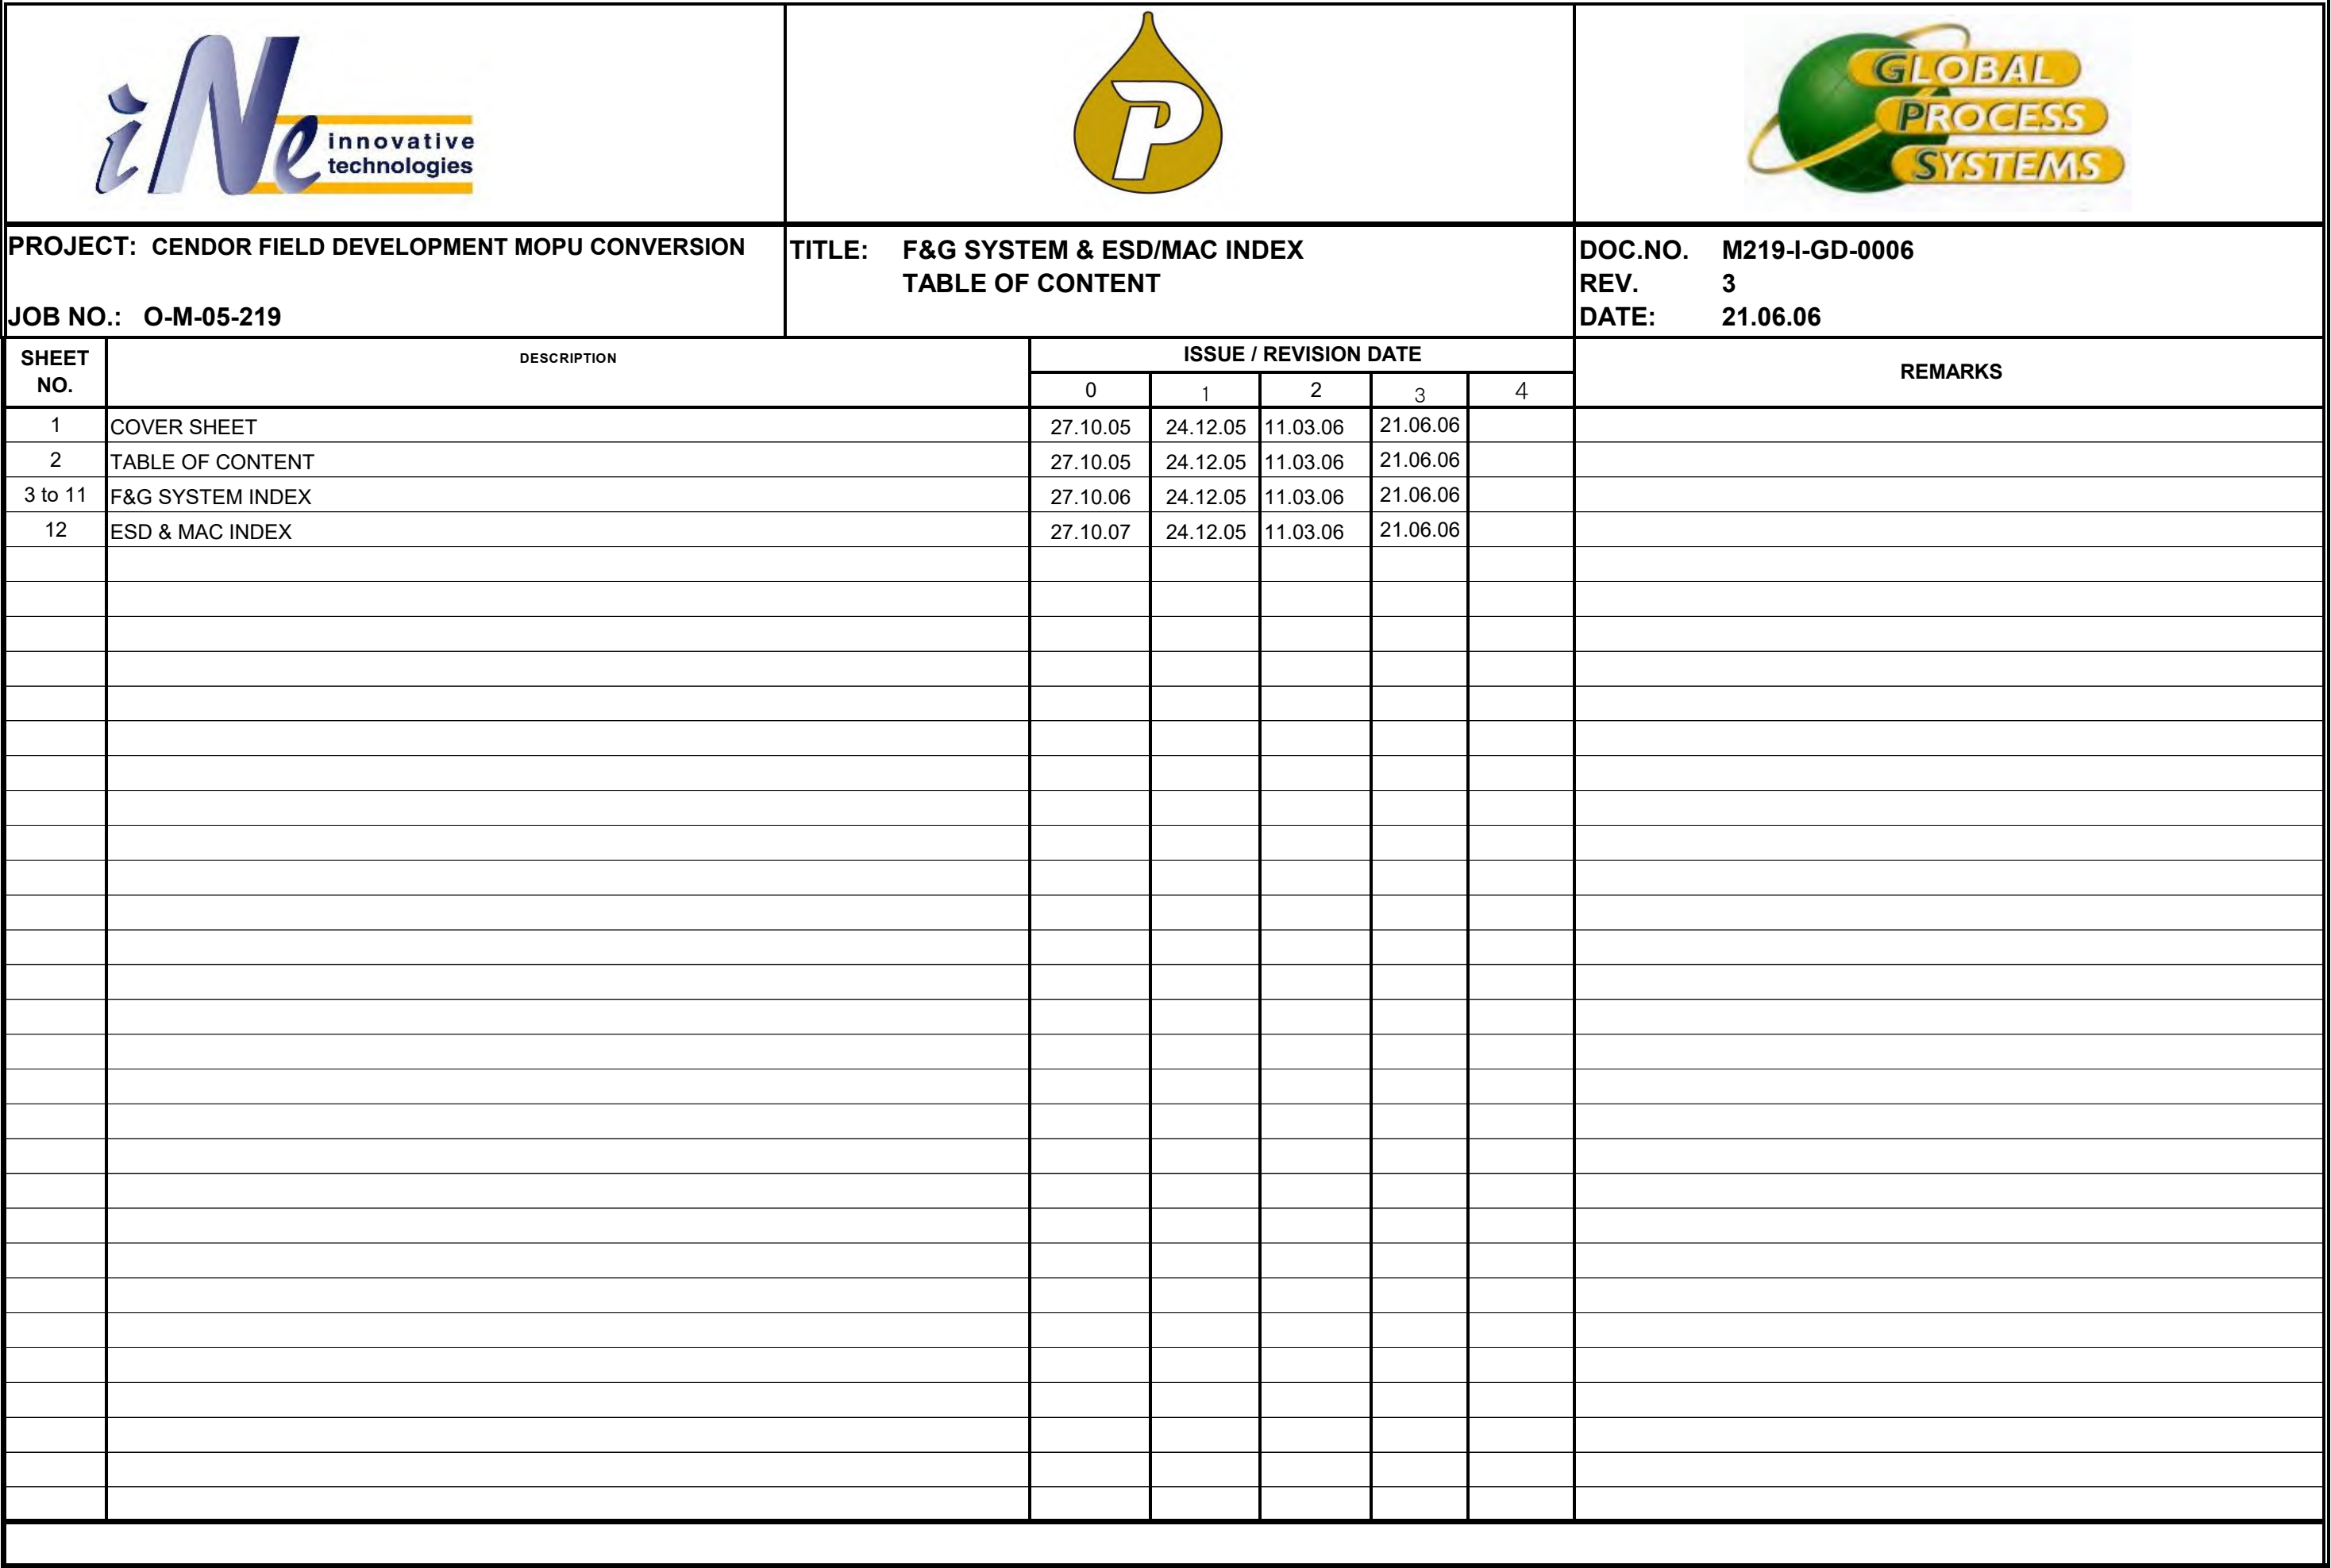 iNe innovative
technologies
P
GLOBAL
PROCESS
SYSTEMS
PROJECT: CENDOR FIELD DEVELOPMENT MOPU CONVERSION
JOB NO.: O-M-05-219
TITLE: F&G SYSTEM & ESD/MAC INDEX
TABLE OF CONTENT
DOC.NO. M219-I-GD-0006
REV. 3
DATE: 21.06.06
SHEET NO. DESCRIPTION ISSUE / REVISION DATE REMARKS
0 1 2 3 4
1 COVER SHEET 27.10.05 24.12.05 11.03.06 21.06.06
2 TABLE OF CONTENT 27.10.05 24.12.05 11.03.06 21.06.06
3 to 11 F&G SYSTEM INDEX 27.10.06 24.12.05 11.03.06 21.06.06
12 ESD & MAC INDEX 27.10.07 24.12.05 11.03.06 21.06.06